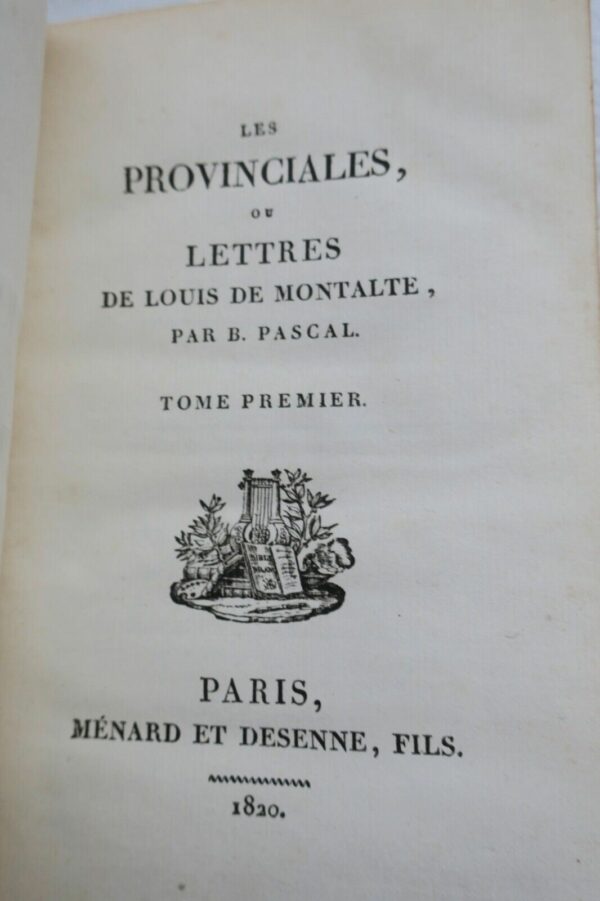 LES
PROVINCIALES,
OU
LETTRES
DE LOUIS DE MONTALTE,
PAR B. PASCAL.
TOME PREMIER.
PARIS,
MÉNARD ET DESENNE, FILS.
1820.